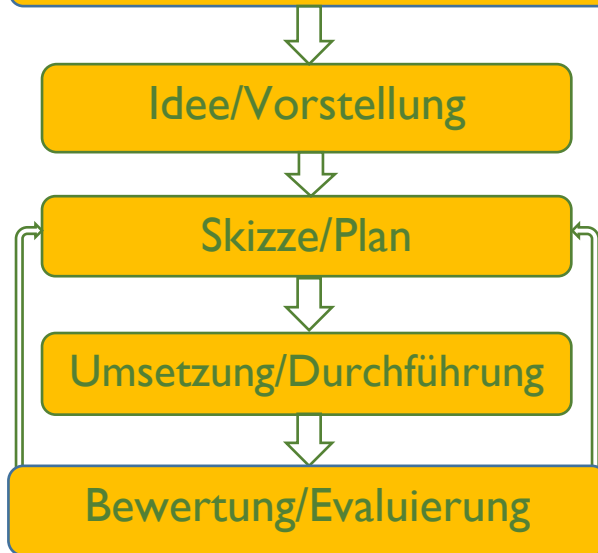 Idee/Vorstellung
Skizze/Plan
Umsetzung/Durchführung
Bewertung/Evaluierung